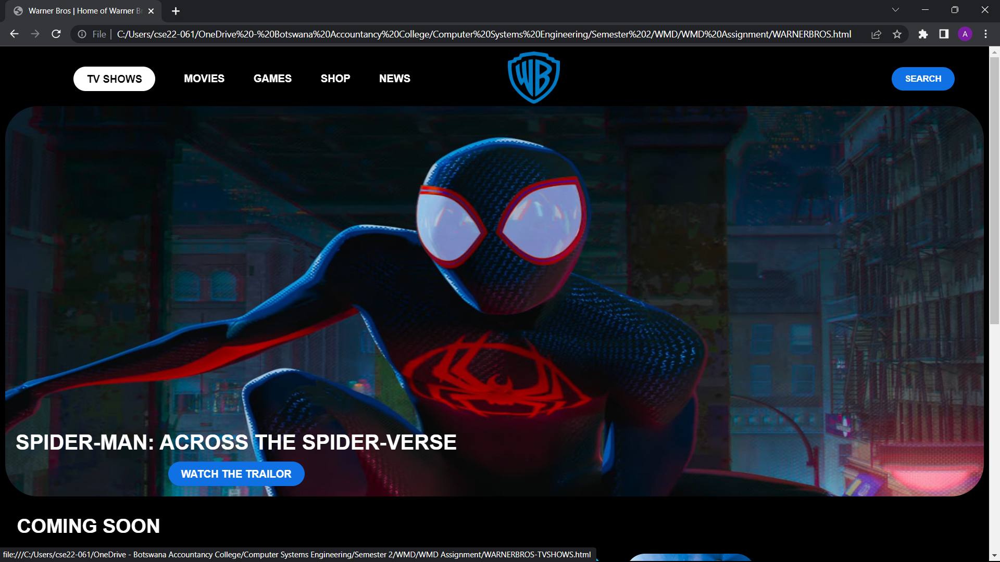 Warner Bros | Home of Warner B
File
C:/Users/cse22-061/OneDrive%20-%20Botswana%20Accountancy%20College/Computer%20Systems%20Engineering/Semester%202/WMD/WMD%20Assignment/WARNERBROS.html
A
TV SHOWS
MOVIES
GAMES
SHOP
NEWS
WB
SEARCH
SPIDER-MAN: ACROSS THE SPIDER-VERSE
WATCH THE TRAILOR
COMING SOON
file:///C:/Users/cse22-061/OneDrive - Botswana Accountancy College/Computer Systems Engineering/Semester 2/WMD/WMD Assignment/WARNERBROS-TVSHOWS.html